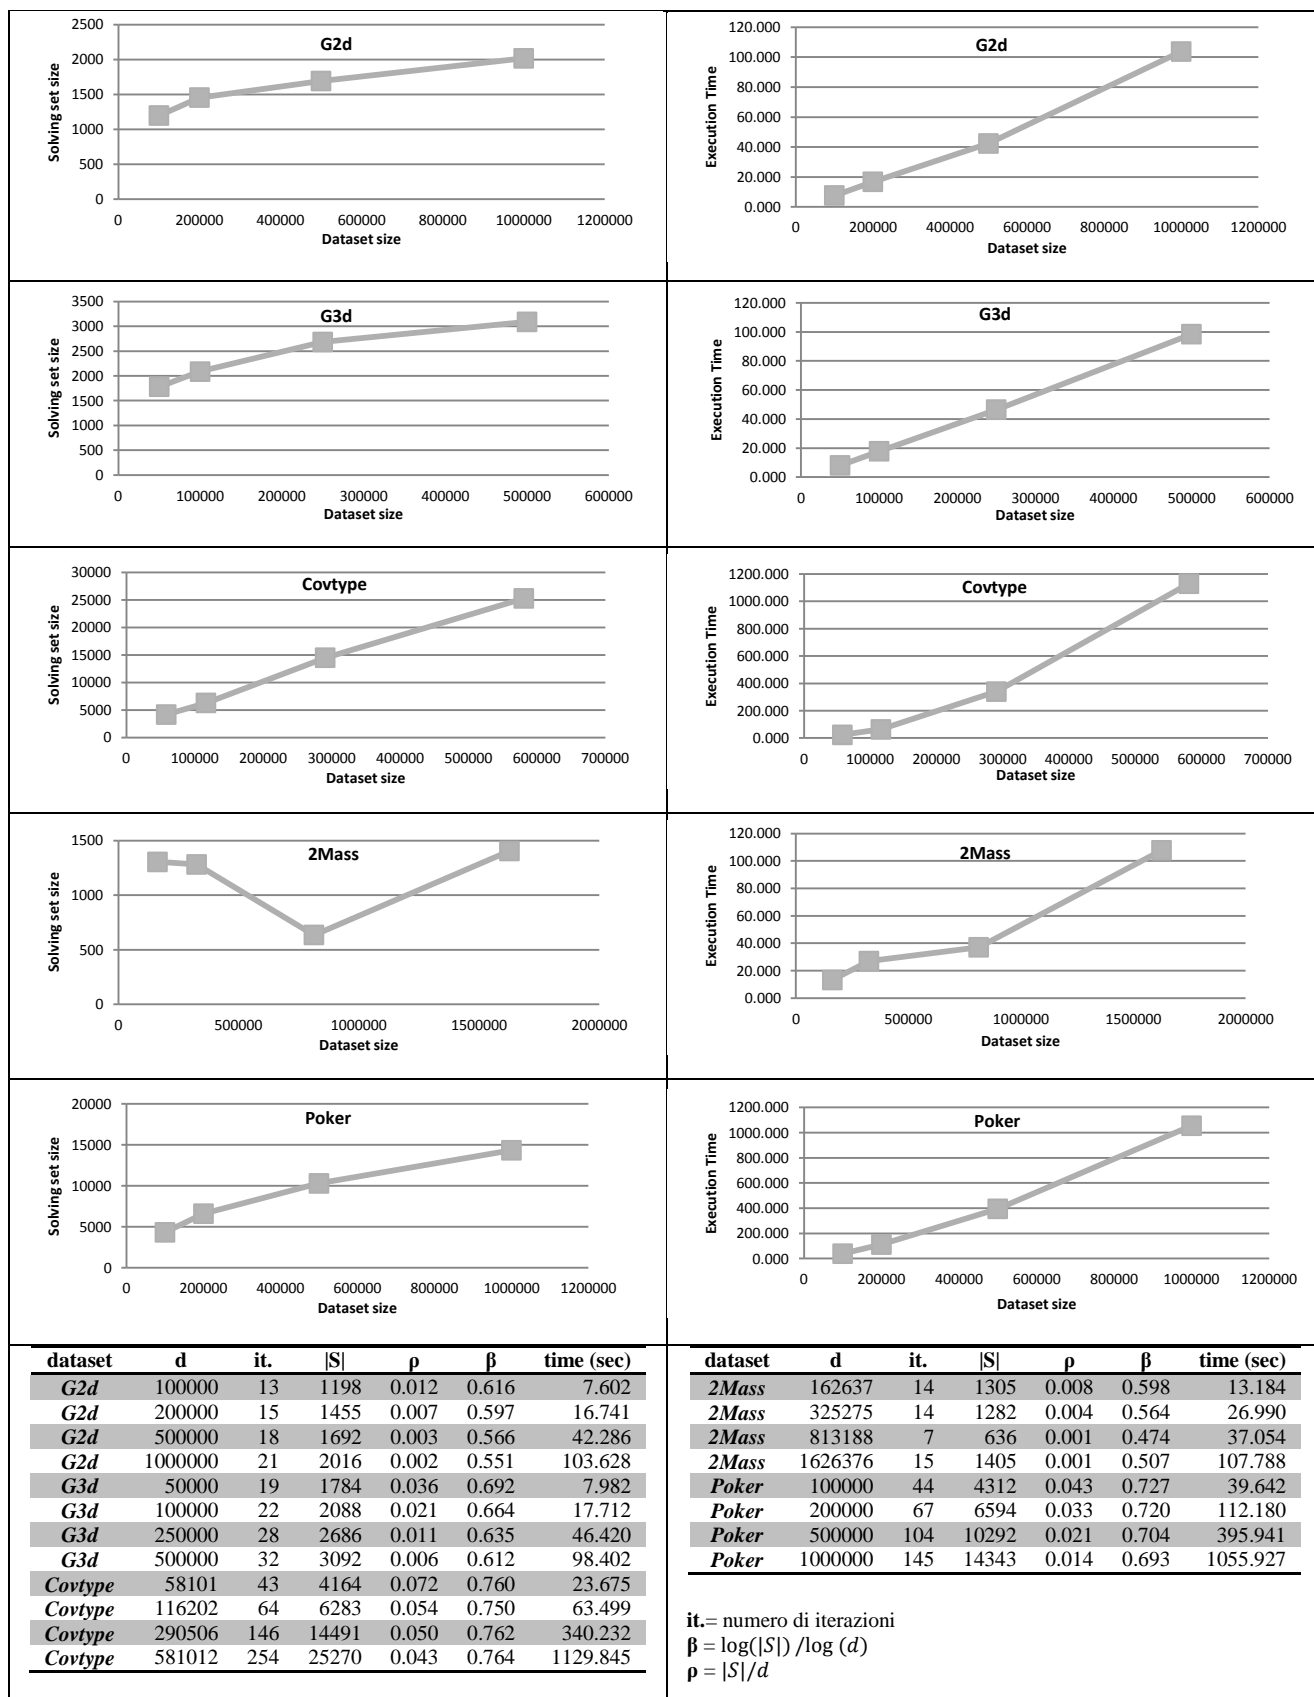 G2d
2500
2000
1500
1000
500
0
0 200000 400000 600000 800000 1000000 1200000
Solving set size
Dataset size
G2d
120.000
100.000
80.000
60.000
40.000
20.000
0.000
0 200000 400000 600000 800000 1000000 1200000
Execution Time
Dataset size
G3d
3500
3000
2500
2000
1500
1000
500
0
0 100000 200000 300000 400000 500000 600000
Solving set size
Dataset size
G3d
120.000
100.000
80.000
60.000
40.000
20.000
0.000
0 100000 200000 300000 400000 500000 600000
Execution Time
Dataset size
Covtype
30000
25000
20000
15000
10000
5000
0
0 100000 200000 300000 400000 500000 600000 700000
Solving set size
Dataset size
Covtype
1200.000
1000.000
800.000
600.000
400.000
200.000
0.000
0 100000 200000 300000 400000 500000 600000 700000
Execution Time
Dataset size
2Mass
1500
1000
500
0
0 500000 1000000 1500000 2000000
Solving set size
Dataset size
2Mass
120.000
100.000
80.000
60.000
40.000
20.000
0.000
0 500000 1000000 1500000 2000000
Execution Time
Dataset size
Poker
20000
15000
10000
5000
0
0 200000 400000 600000 800000 1000000 1200000
Solving set size
Dataset size
Poker
1200.000
1000.000
800.000
600.000
400.000
200.000
0.000
0 200000 400000 600000 800000 1000000 1200000
Execution Time
Dataset size
dataset d it. |S| ρ β time (sec)
G2d 100000 13 1198 0.012 0.616 7.602
G2d 200000 15 1455 0.007 0.597 16.741
G2d 500000 18 1692 0.003 0.566 42.286
G2d 1000000 21 2016 0.002 0.551 103.628
G3d 50000 19 1784 0.036 0.692 7.982
G3d 100000 22 2088 0.021 0.664 17.712
G3d 250000 28 2686 0.011 0.635 46.420
G3d 500000 32 3092 0.006 0.612 98.402
Covtype 58101 43 4164 0.072 0.760 23.675
Covtype 116202 64 6283 0.054 0.750 63.499
Covtype 290506 146 14491 0.050 0.762 340.232
Covtype 581012 254 25270 0.043 0.764 1129.845
dataset d it. |S| ρ β time (sec)
2Mass 162637 14 1305 0.008 0.598 13.184
2Mass 325275 14 1282 0.004 0.564 26.990
2Mass 813188 7 636 0.001 0.474 37.054
2Mass 1626376 15 1405 0.001 0.507 107.788
Poker 100000 44 4312 0.043 0.727 39.642
Poker 200000 67 6594 0.033 0.720 112.180
Poker 500000 104 10292 0.021 0.704 395.941
Poker 1000000 145 14343 0.014 0.693 1055.927
it.= numero di iterazioni
β = log(|S|) /log (d)
ρ = |S|/d